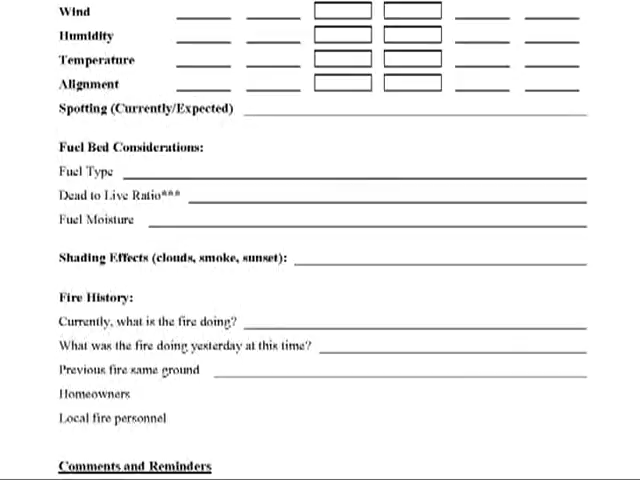 Wind
Humidity
Temperature
Alignment
Spotting (Currently/Expected)
Fuel Bed Considerations:
Fuel Type
Dead to Live Ratio***
Fuel Moisture
Shading Effects (clouds, smoke, sunset):
Fire History:
Currently, what is the fire doing?
What was the fire doing yesterday at this time?
Previous fire same ground
Homeowners
Local fire personnel
Comments and Reminders